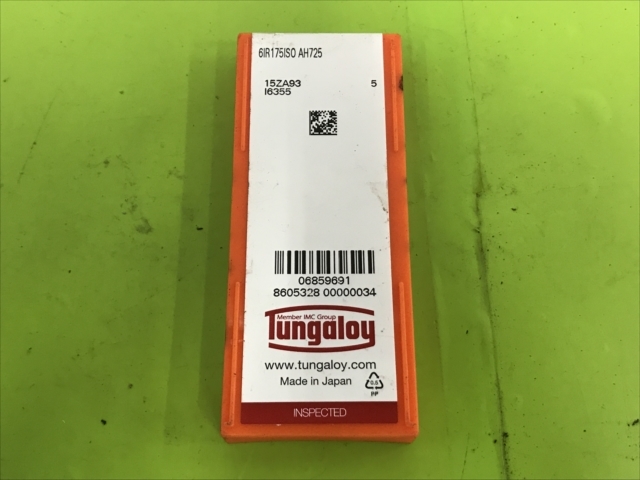 6IR175ISO AH725
15ZA93 5
I6355
06859691
8605328 00000034
Member IMC Group
Tungaloy
www.tungaloy.com
Made in Japan
PP
INSPECTED